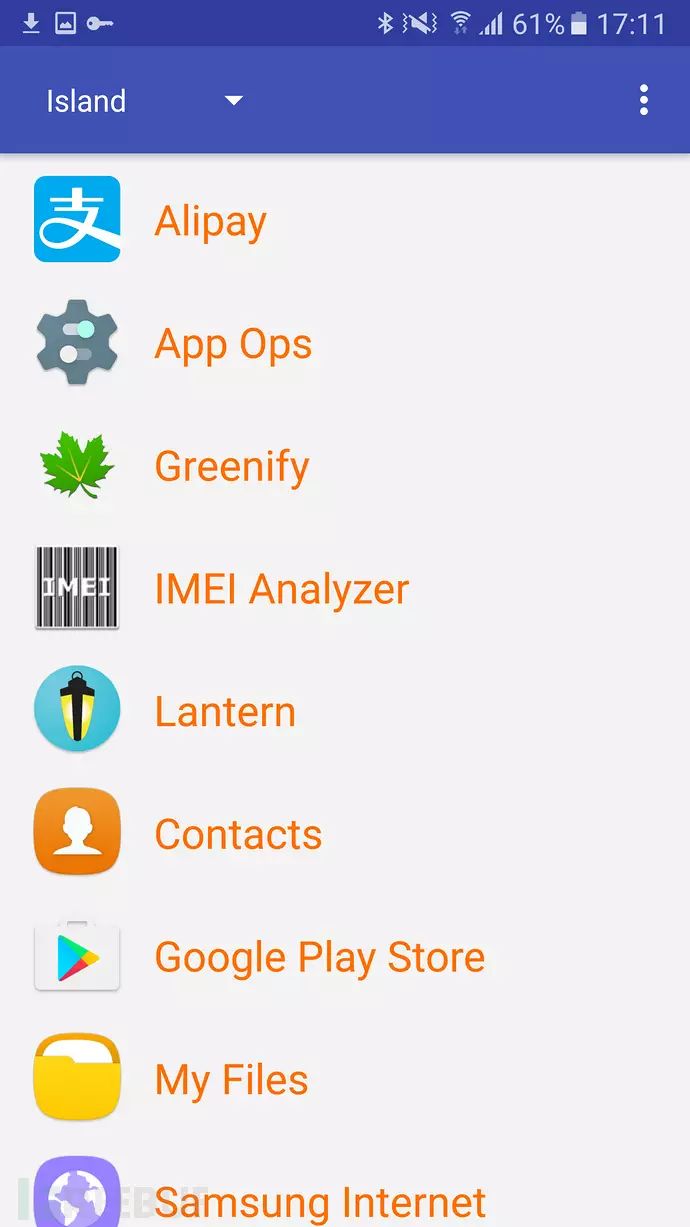 61% 17:11
Island
支
Alipay
App Ops
Greenify
IMEI
IMEI Analyzer
Lantern
Contacts
Google Play Store
My Files
Samsung Internet